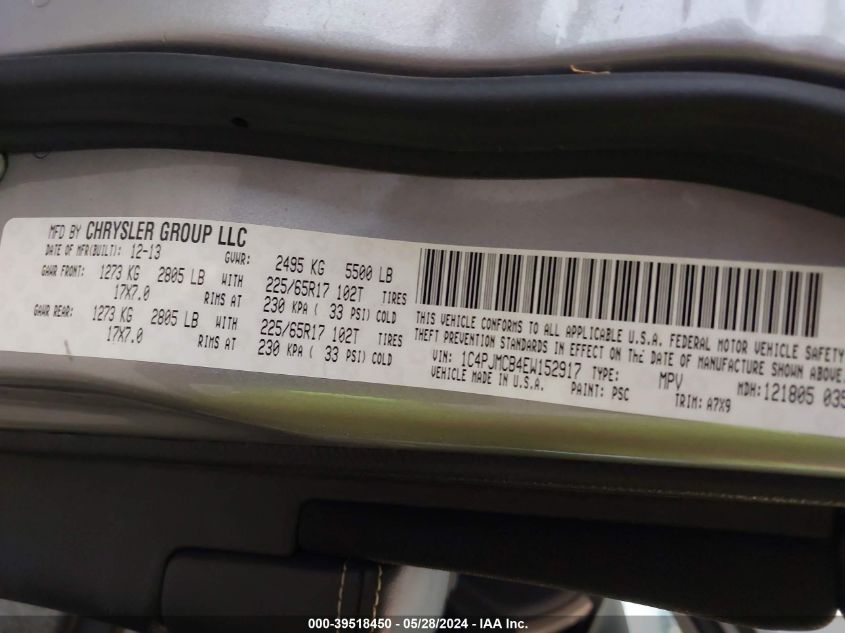 MFD BY CHRYSLER GROUP LLC
DATE OF MFR(BUILT): 12-13 GVWR: 2495 KG 5500 LB
GAWR FRONT: 1273 KG 2805 LB WITH 225/65R17 102T TIRES
17X7.0 RIMS AT 230 KPA ( 33 PSI) COLD
GAWR REAR: 1273 KG 2805 LB WITH 225/65R17 102T TIRES
17X7.0 RIMS AT 230 KPA ( 33 PSI) COLD
THIS VEHICLE CONFORMS TO ALL APPLICABLE U.S.A. FEDERAL MOTOR VEHICLE SAFETY
THEFT PREVENTION STANDARDS IN EFFECT ON THE DATE OF MANUFACTURE SHOWN ABOVE.
VIN: 1C4PJMCB4EW152917 TYPE: MPV MDH: 121805 035
VEHICLE MADE IN U.S.A. PAINT: PSC TRIM: A7X9
000-39518450 - 05/28/2024 - IAA Inc.